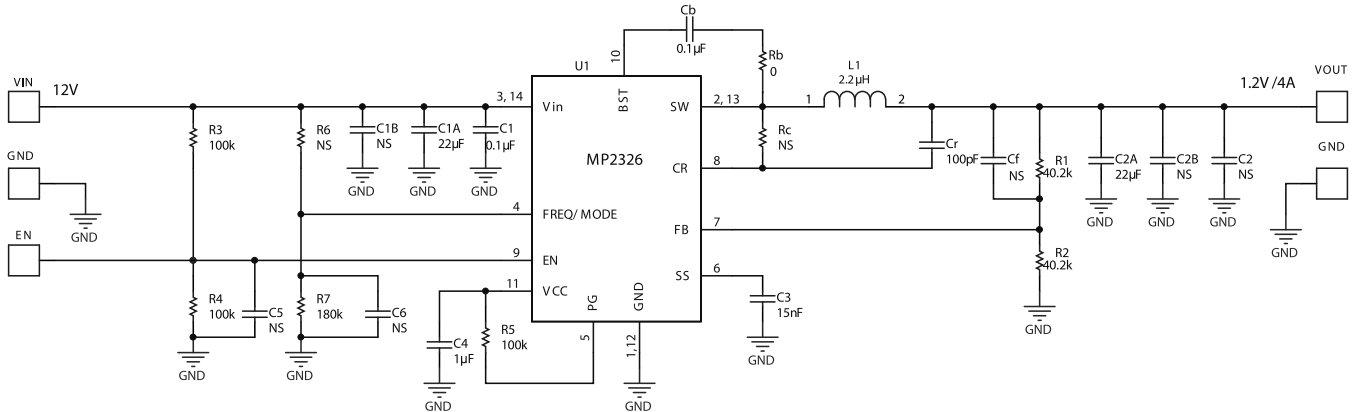 Cb
0.1µF
10
Rb
0
U1
L1
2.2µH
VIN
12V
3, 14
Vin
BST
SW
2, 13
1
2
1.2V /4A
VOUT
R3
100k
R6
NS
C1B
NS
C1A
22µF
C1
0.1µF
MP2326
Rc
NS
Cr
100pF
Cf
NS
R1
40.2k
C2A
22µF
C2B
NS
C2
NS
GND
GND
GND
GND
GND
CR
8
GND
GND
GND
GND
GND
4
FREQ/ MODE
FB
7
GND
EN
9
EN
R2
40.2k
SS
6
11
VCC
R4
100k
C5
NS
R7
180k
C6
NS
PG
GND
C3
15nF
GND
C4
1µF
R5
100k
5
1,12
GND
GND
GND
GND
GND